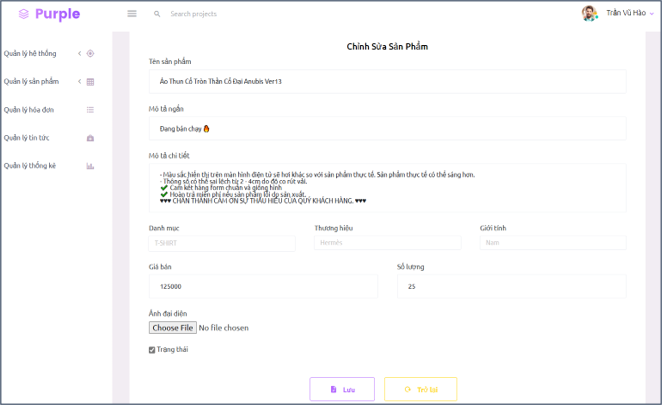 Purple
Search projects
Trần Vũ Hào
Quản lý hệ thống
Quản lý sản phẩm
Quản lý hóa đơn
Quản lý tin tức
Quản lý thống kê
Chỉnh Sửa Sản Phẩm
Tên sản phẩm
Áo Thun Cổ Tròn Thần Cổ Đại Anubis Ver13
Mô tả ngắn
Đang bán chạy 🔥
Mô tả chi tiết
- Màu sắc hiển thị trên màn hình điện tử sẽ hơi khác so với sản phẩm thực tế. Sản phẩm thực tế có thể sáng hơn.
- Thông số có thể sai lệch từ 2 - 4cm do độ co rút vải.
✔ Cam kết hàng form chuẩn và giống hình
✔ Hoàn trả miễn phí nếu sản phẩm lỗi do sản xuất.
♥♥♥ CHÂN THÀNH CẢM ƠN SỰ THẤU HIỂU CỦA QUÝ KHÁCH HÀNG. ♥♥♥
Danh mục
Thương hiệu
Giới tính
T-SHIRT
Hermès
Nam
Giá bán
Số lượng
125000
25
Ảnh đại diện
Choose File No file chosen
Trạng thái
Lưu
Trở lại